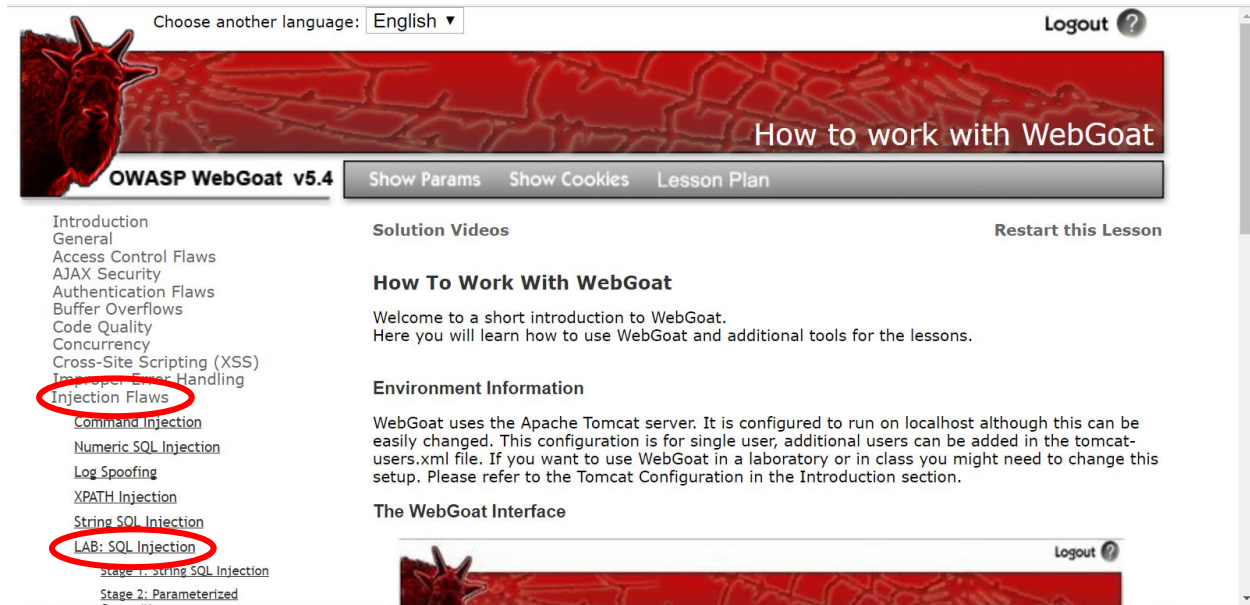 Choose another language: English ▼
Logout ?
How to work with WebGoat
OWASP WebGoat v5.4
Show Params Show Cookies Lesson Plan
Introduction
General
Access Control Flaws
AJAX Security
Authentication Flaws
Buffer Overflows
Code Quality
Concurrency
Cross-Site Scripting (XSS)
Improper Error Handling
Injection Flaws
Command Injection
Numeric SQL Injection
Log Spoofing
XPATH Injection
String SQL Injection
LAB: SQL Injection
Stage 1: String SQL Injection
Stage 2: Parameterized
Solution Videos
Restart this Lesson
How To Work With WebGoat
Welcome to a short introduction to WebGoat.
Here you will learn how to use WebGoat and additional tools for the lessons.
Environment Information
WebGoat uses the Apache Tomcat server. It is configured to run on localhost although this can be
easily changed. This configuration is for single user, additional users can be added in the tomcat-
users.xml file. If you want to use WebGoat in a laboratory or in class you might need to change this
setup. Please refer to the Tomcat Configuration in the Introduction section.
The WebGoat Interface
Logout ?